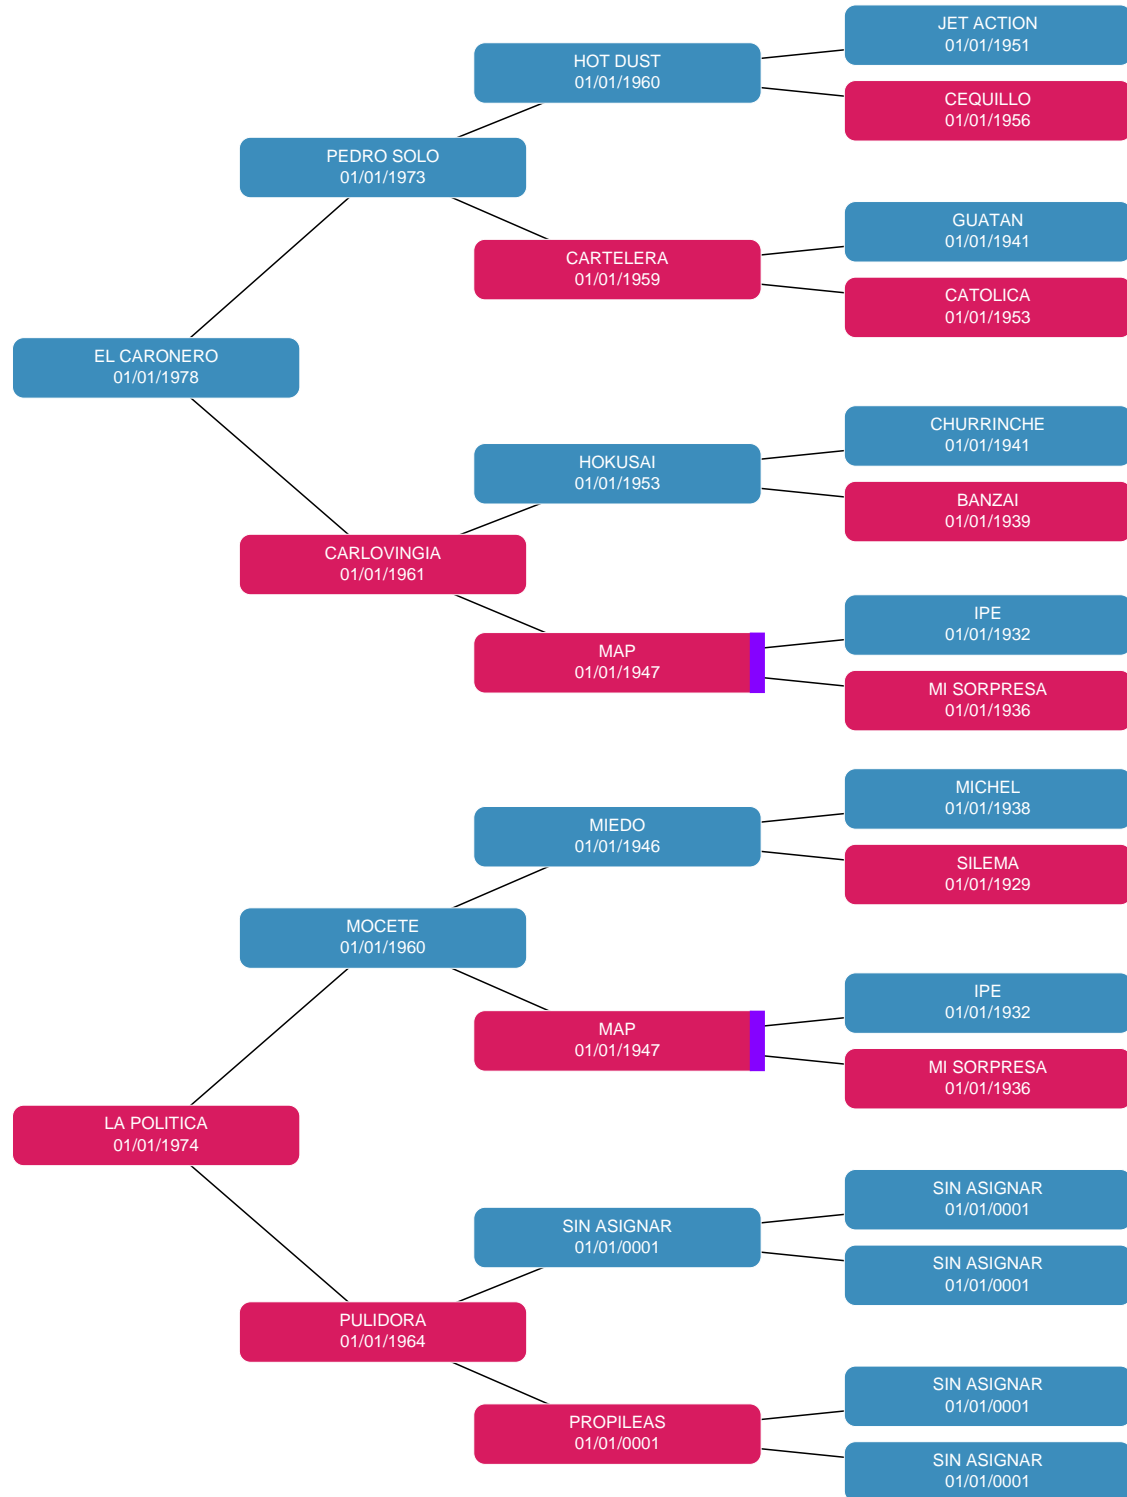 JET ACTION
01/01/1951
HOT DUST
01/01/1960
CEQUILLO
01/01/1956
PEDRO SOLO
01/01/1973
GUATAN
01/01/1941
CARTELERA
01/01/1959
CATOLICA
01/01/1953
EL CARONERO
01/01/1978
CHURRINCHE
01/01/1941
HOKUSAI
01/01/1953
BANZAI
01/01/1939
CARLOVINGIA
01/01/1961
IPE
01/01/1932
MAP
01/01/1947
MI SORPRESA
01/01/1936
MICHEL
01/01/1938
MIEDO
01/01/1946
SILEMA
01/01/1929
MOCETE
01/01/1960
IPE
01/01/1932
MAP
01/01/1947
MI SORPRESA
01/01/1936
LA POLITICA
01/01/1974
SIN ASIGNAR
01/01/0001
SIN ASIGNAR
01/01/0001
SIN ASIGNAR
01/01/0001
PULIDORA
01/01/1964
SIN ASIGNAR
01/01/0001
PROPILEAS
01/01/0001
SIN ASIGNAR
01/01/0001